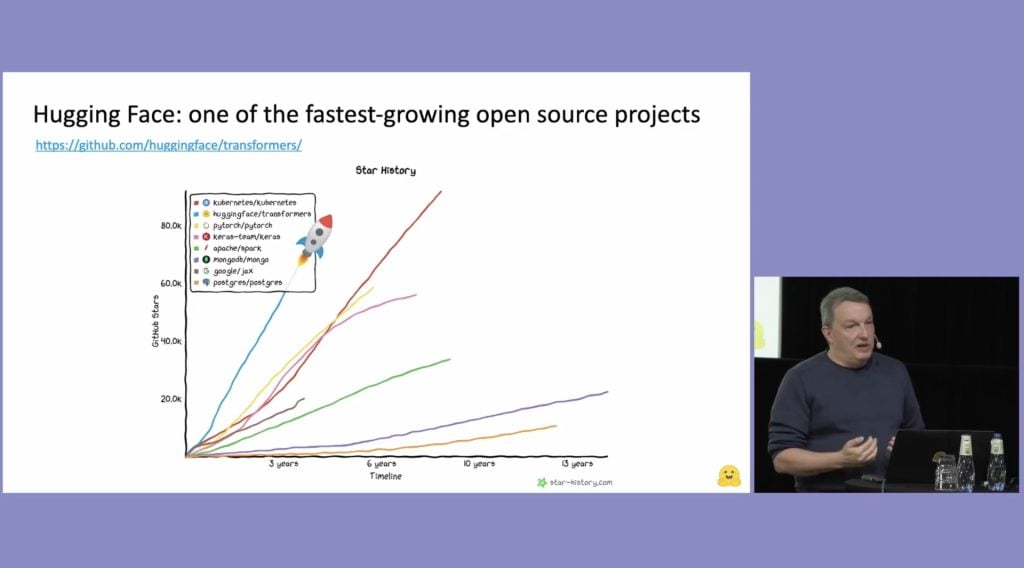 Hugging Face: one of the fastest-growing open source projects
https://github.com/huggingface/transformers/
Star History
kubernetes/kubernetes
huggingface/transformers
pytorch/pytorch
keras-team/keras
apache/spark
mongodb/mongo
google/jax
postgres/postgres
80.0k
60.0k
40.0k
20.0k
GitHub Stars
3 years
6 years
10 years
13 years
Timeline
star-history.com